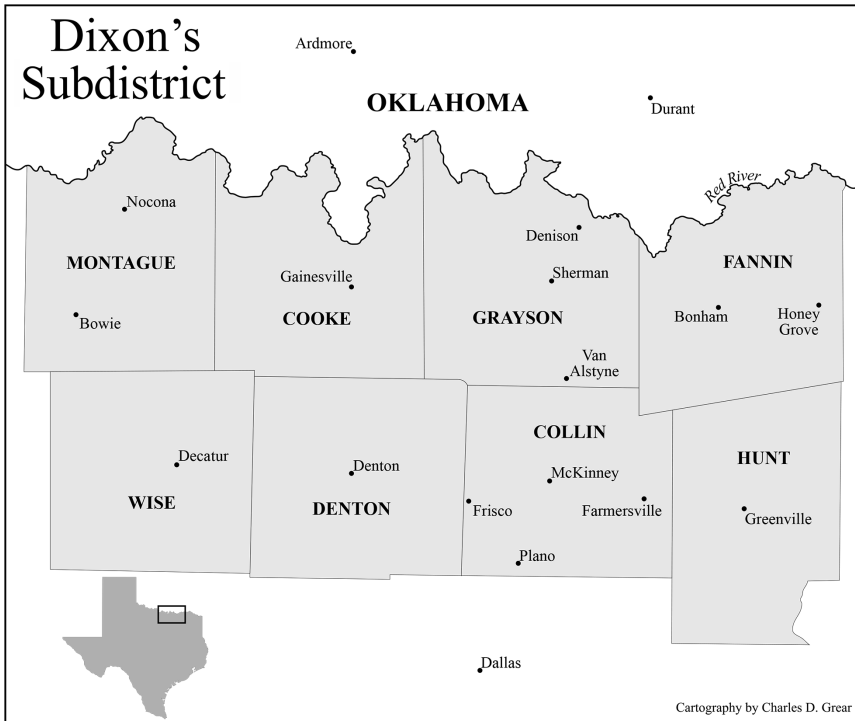 Dixon's
Subdistrict
Ardmore
OKLAHOMA
Durant
Red River
Nocona
MONTAGUE
Bowie
Gainesville
COOKE
Denison
Sherman
GRAYSON
Van
Alstyne
FANNIN
Bonham
Honey
Grove
Decatur
WISE
Denton
DENTON
COLLIN
McKinney
Frisco
Farmersville
Plano
HUNT
Greenville
Dallas
Cartography by Charles D. Grear